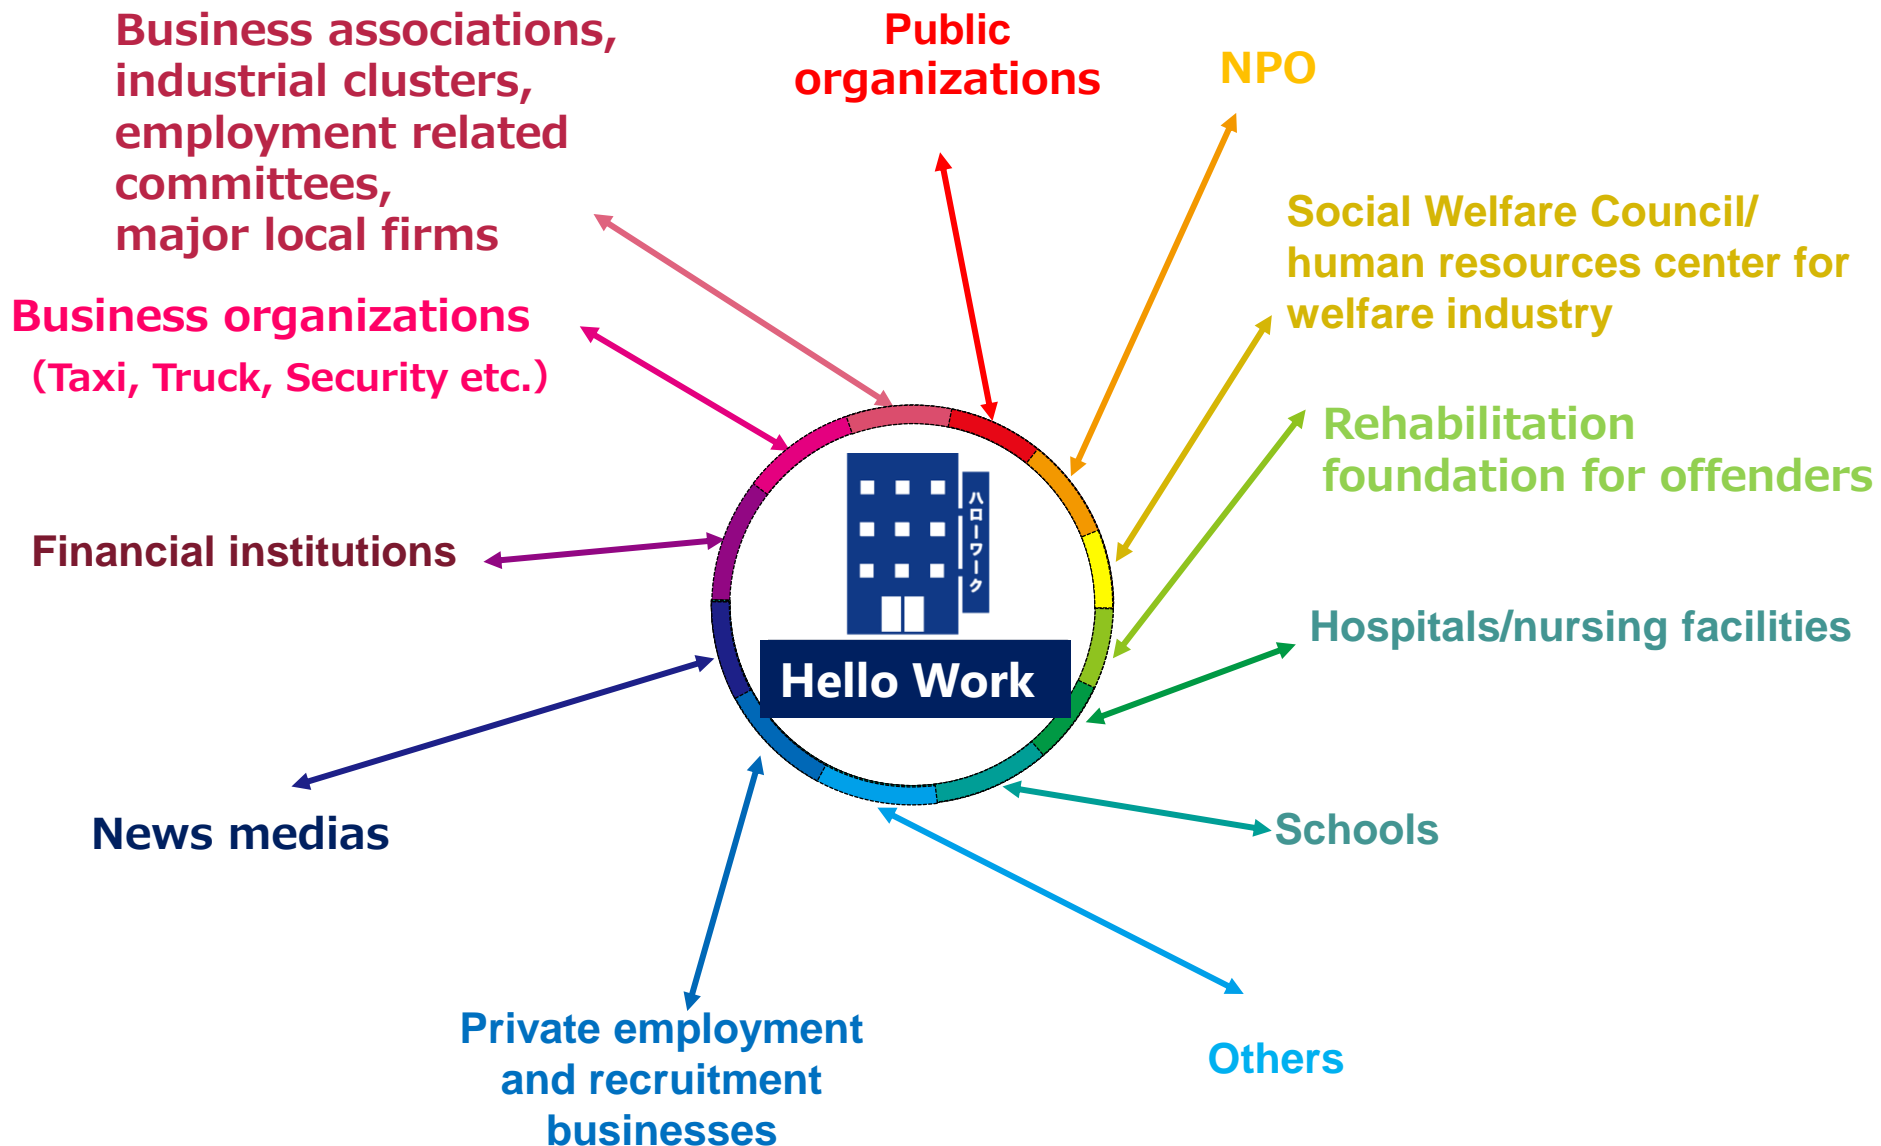 Business associations,
industrial clusters,
employment related
committees,
major local firms
Public
organizations
NPO
Social Welfare Council/
human resources center for
welfare industry
Business organizations
（Taxi, Truck, Security etc.）
Rehabilitation
foundation for offenders
Financial institutions
ハローワーク
Hello Work
Hospitals/nursing facilities
News medias
Schools
Private employment
and recruitment
businesses
Others